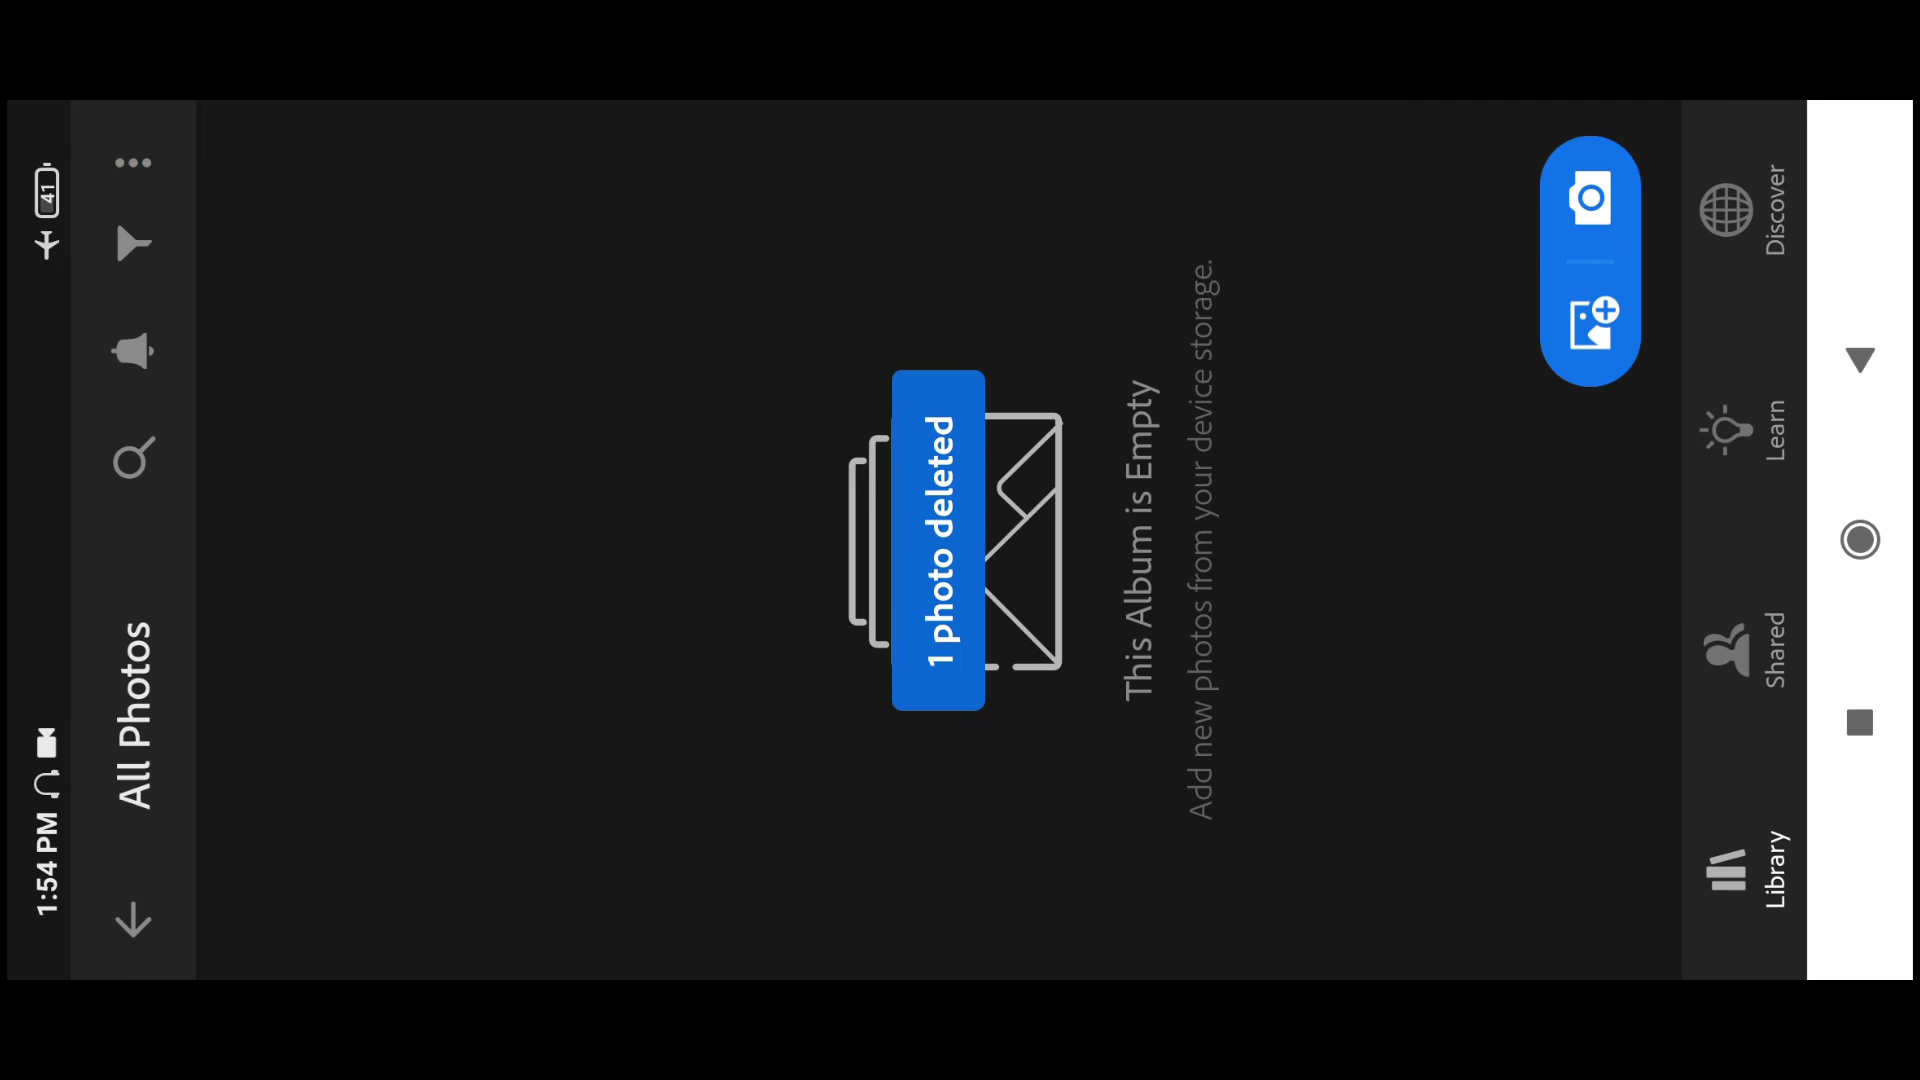 1:54 PM
41
All Photos
1 photo deleted
This Album is Empty
Add new photos from your device storage.
Library
Shared
Learn
Discover